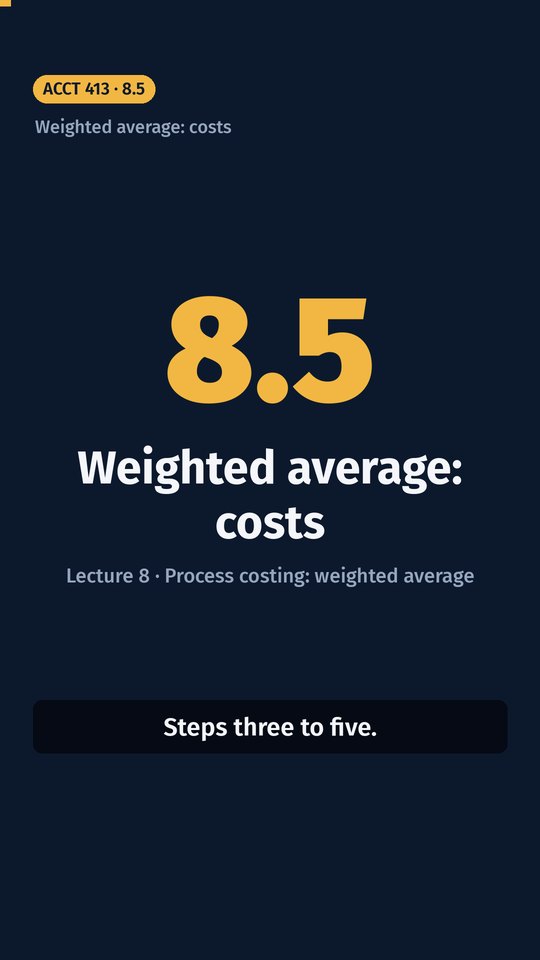 ACCT 413 · 8.5
Weighted average: costs
8.5
Weighted average:
costs
Lecture 8 · Process costing: weighted average
Steps three to five.